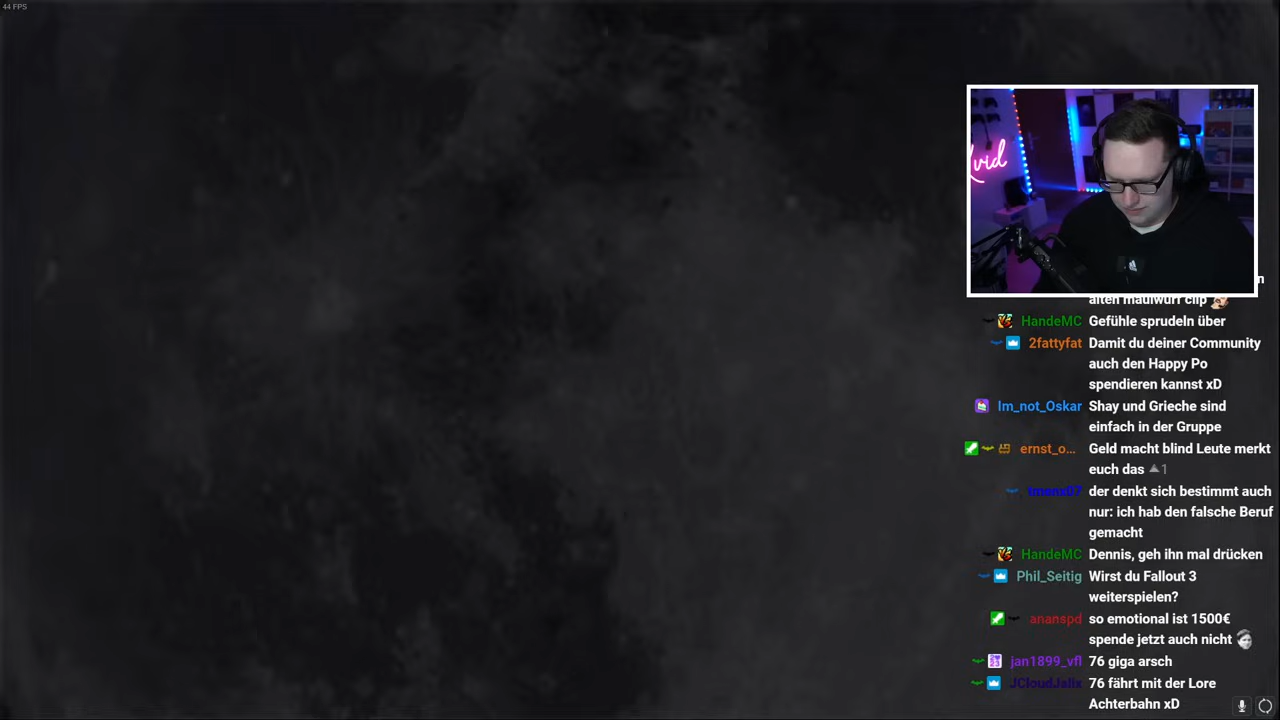 44 FPS
vid
n
alten maulwurf clip
HandeMC Gefühle sprudeln über
2fattyfat Damit du deiner Community
auch den Happy Po
spendieren kannst xD
Im_not_Oskar Shay und Grieche sind
einfach in der Gruppe
ernst_o... Geld macht blind Leute merkt
euch das 1
der denkt sich bestimmt auch
nur: ich hab den falsche Beruf
gemacht
HandeMC Dennis, geh ihn mal drücken
Phil_Seitig Wirst du Fallout 3
weiterspielen?
ananspd so emotional ist 1500€
spende jetzt auch nicht
jan1899_vfl 76 giga arsch
JCloudJelix 76 fährt mit der Lore
Achterbahn xD